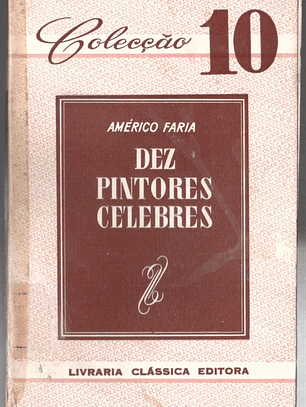 Colecção 10
AMÉRICO FARIA
DEZ
PINTORES
CÉLEBRES
LIVRARIA CLÁSSICA EDITORA